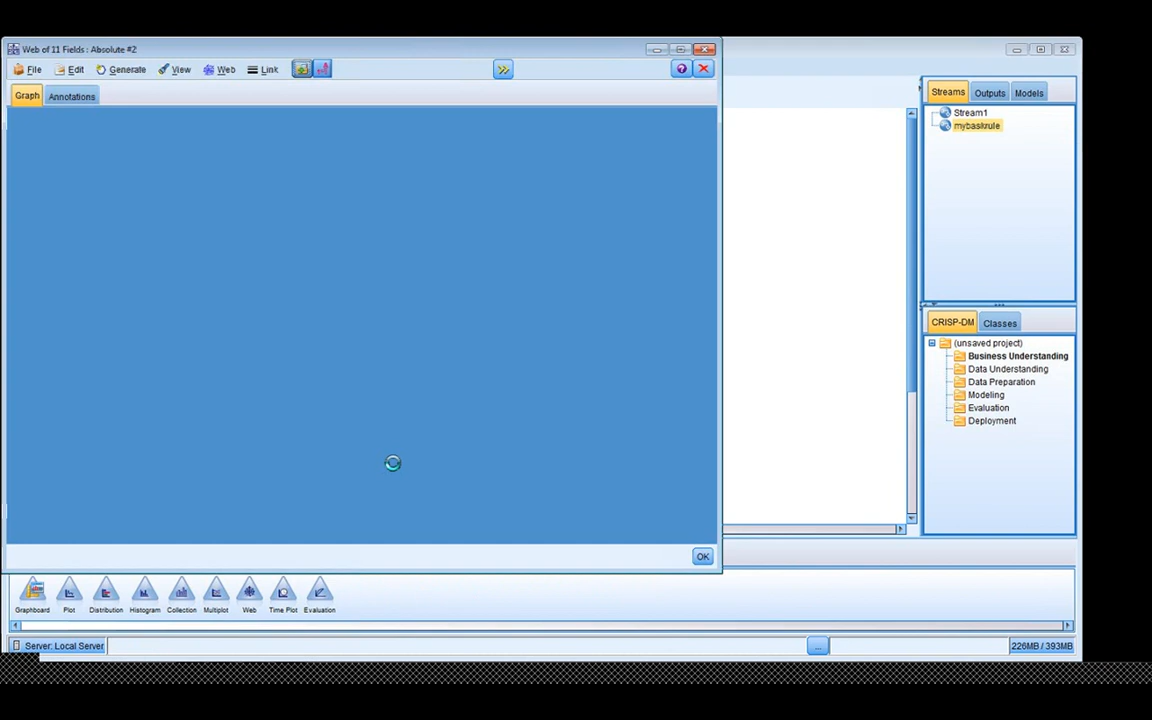 Web of 11 Fields : Absolute #2
File Edit Generate View Web Link
Graph Annotations
Streams Outputs Models
Stream1
mybaskrule
CRISP-DM Classes
(unsaved project)
Business Understanding
Data Understanding
Data Preparation
Modeling
Evaluation
Deployment
OK
Graphboard Plot Distribution Histogram Collection Multiplot Web Time Plot Evaluation
Server: Local Server ... 226MB / 393MB